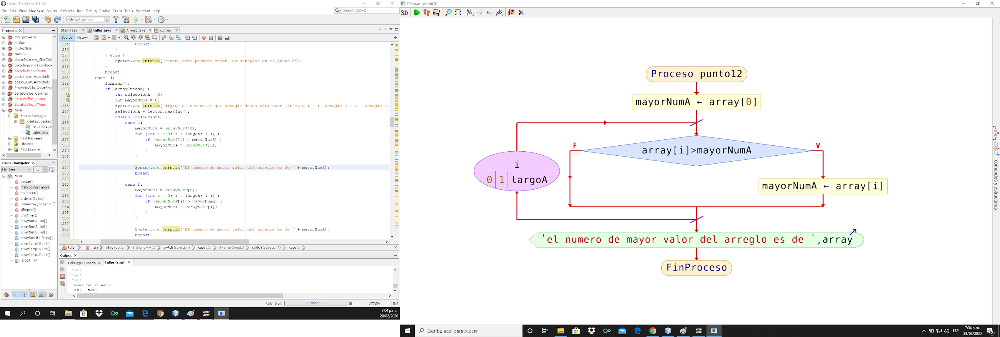 taller - NetBeans IDE 8.2
File Edit View Navigate Source Refactor Run Debug Profile Team Tools Window Help
Search (Ctrl+I)
<default config>
Projects
mini_proyecto
muñoz
muñozSlider
Nomiina
OscarBejarano_CineCalip
oscarbejarano11Zodiaco
oscarBejaranoJmenu
posso_juan_Actividad2
posso_juan_Actividad3
ProyectoAula_OscarBeja
SaraBolaños_Canchas
SaraBolaños_JMenu
SaraBolaños_JMenu
taller
Source Packages
<default packag
NewClass.jav
taller.java
Test Packages
Libraries
Test Libraries
main - Navigator
Members
<...
taller
limpiar()
main(String[] args)
noRepetir()
ordenar() : int[]
rotarArray(int a) : int[]
siRepetir()
unirArray()
arrayNum1 : int[]
arrayNum2 : int[]
arrayNum3 : int[]
arrayResult : String[]
arrayTemp10 : int[]
arrayTemp16 : int[]
arrayTemp17 : int[]
largoA : int
Start Page taller.java Arreglo.java run.xml
Source History
255 break;
256 }
257 } else {
258 System.out.println("error, debe primero crear los arreglos en el punto 8");
259 }
260 break;
261 case 11:
262 limpiar();
263 if (arrayCreado) {
int seleccionA = 0;
int mayorNumA = 0;
266 System.out.println("digite el numero de que arreglo desea ultilizar (Arreglo 1 = 1 Arreglo 2 = 2 Arreglo 3=
267 seleccionA = lector.nextInt();
268 switch (seleccionA) {
269 case 1:
270 mayorNumA = arrayNum1[0];
271 for (int i = 0; i < largoA; i++) {
272 if (arrayNum1[i] > mayorNumA) {
273 mayorNumA = arrayNum1[i];
274 }
275 }
276
277 System.out.println("El numero de mayor valor del arreglo es de " + mayorNumA);
278 break;
279
280 case 2:
281 mayorNumA = arrayNum2[0];
282 for (int i = 0; i < largoA; i++) {
283 if (arrayNum2[i] > mayorNumA) {
284 mayorNumA = arrayNum2[i];
285 }
286 }
287
288 System.out.println("El numero de mayor valor del arreglo es de " + mayorNumA);
289 break;
taller main while (bucle) if (menu == 1) switch (seleccion) case 11: if (arrayCreado) switch (seleccionA) case 1:
Output
Debugger Console taller (run)
null
null
null
desea ver el menu?
Si=1 No=0
taller (run) running... 277:54 INS
7:04 p.m.
29/02/2020
PSDraw - punto12
Sub
Proceso punto12
mayorNumA ← array[0]
F
array[i]>mayorNumA
V
i
0 1 largoA
mayorNumA ← array[i]
'el numero de mayor valor del arreglo es de ',array
FinProceso
comandos y estructuras
Escribe aquí para buscar
ESP
7:04 p.m.
29/02/2020
2